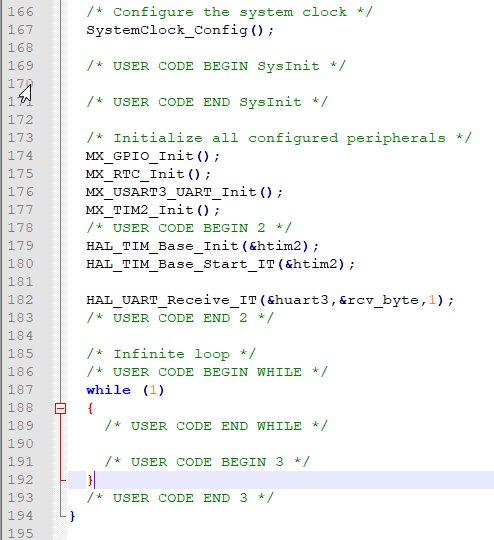 166 /* Configure the system clock */
167 SystemClock_Config();
168
169 /* USER CODE BEGIN SysInit */
170
171 /* USER CODE END SysInit */
172
173 /* Initialize all configured peripherals */
174 MX_GPIO_Init();
175 MX_RTC_Init();
176 MX_USART3_UART_Init();
177 MX_TIM2_Init();
178 /* USER CODE BEGIN 2 */
179 HAL_TIM_Base_Init(&htim2);
180 HAL_TIM_Base_Start_IT(&htim2);
181
182 HAL_UART_Receive_IT(&huart3,&rcv_byte,1);
183 /* USER CODE END 2 */
184
185 /* Infinite loop */
186 /* USER CODE BEGIN WHILE */
187 while (1)
188 {
189 /* USER CODE END WHILE */
190
191 /* USER CODE BEGIN 3 */
192 }
193 /* USER CODE END 3 */
194 }
195